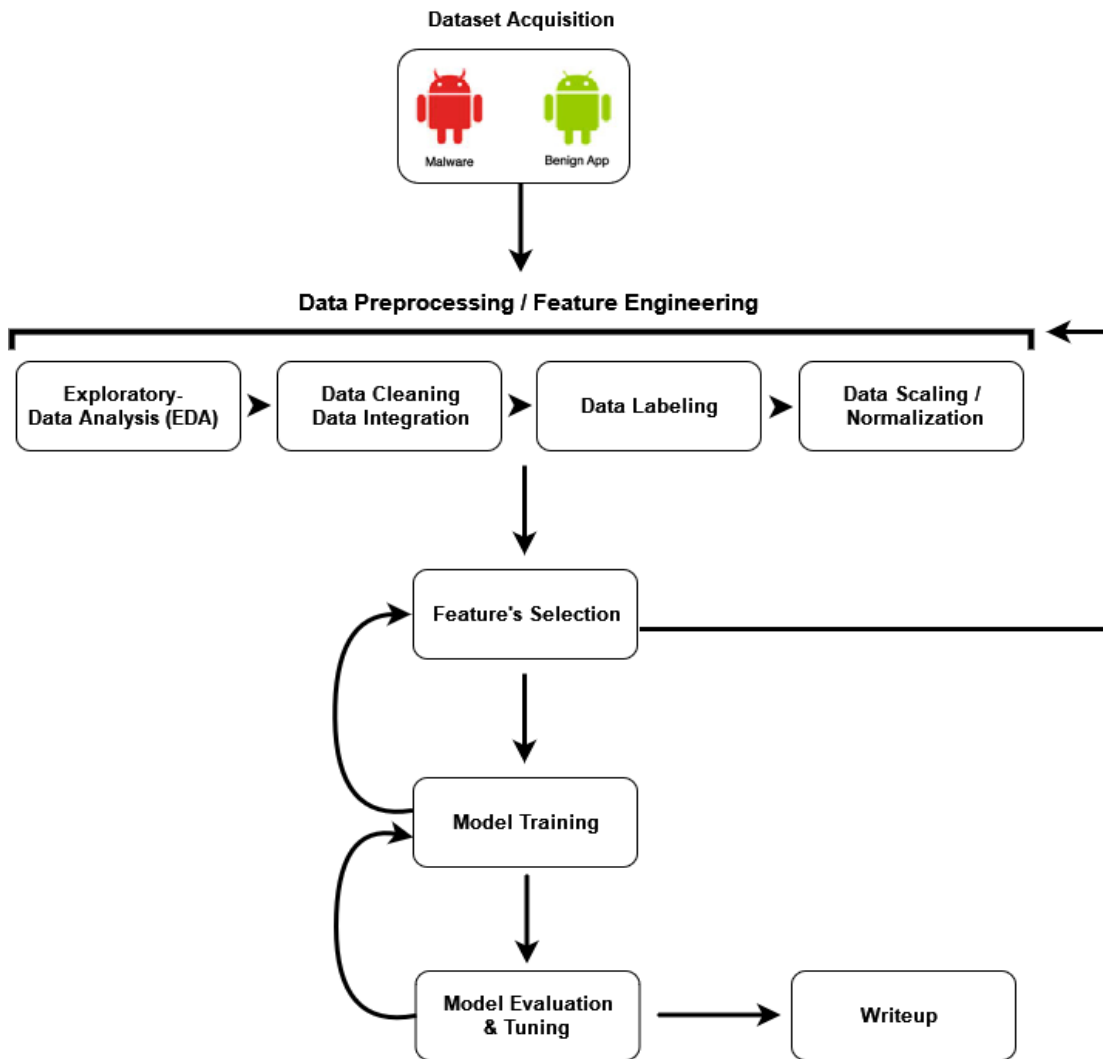 Dataset Acquisition
Malware
Benign App
Data Preprocessing / Feature Engineering
Exploratory-
Data Analysis (EDA)
Data Cleaning
Data Integration
Data Labeling
Data Scaling /
Normalization
Feature's Selection
Model Training
Model Evaluation
& Tuning
Writeup